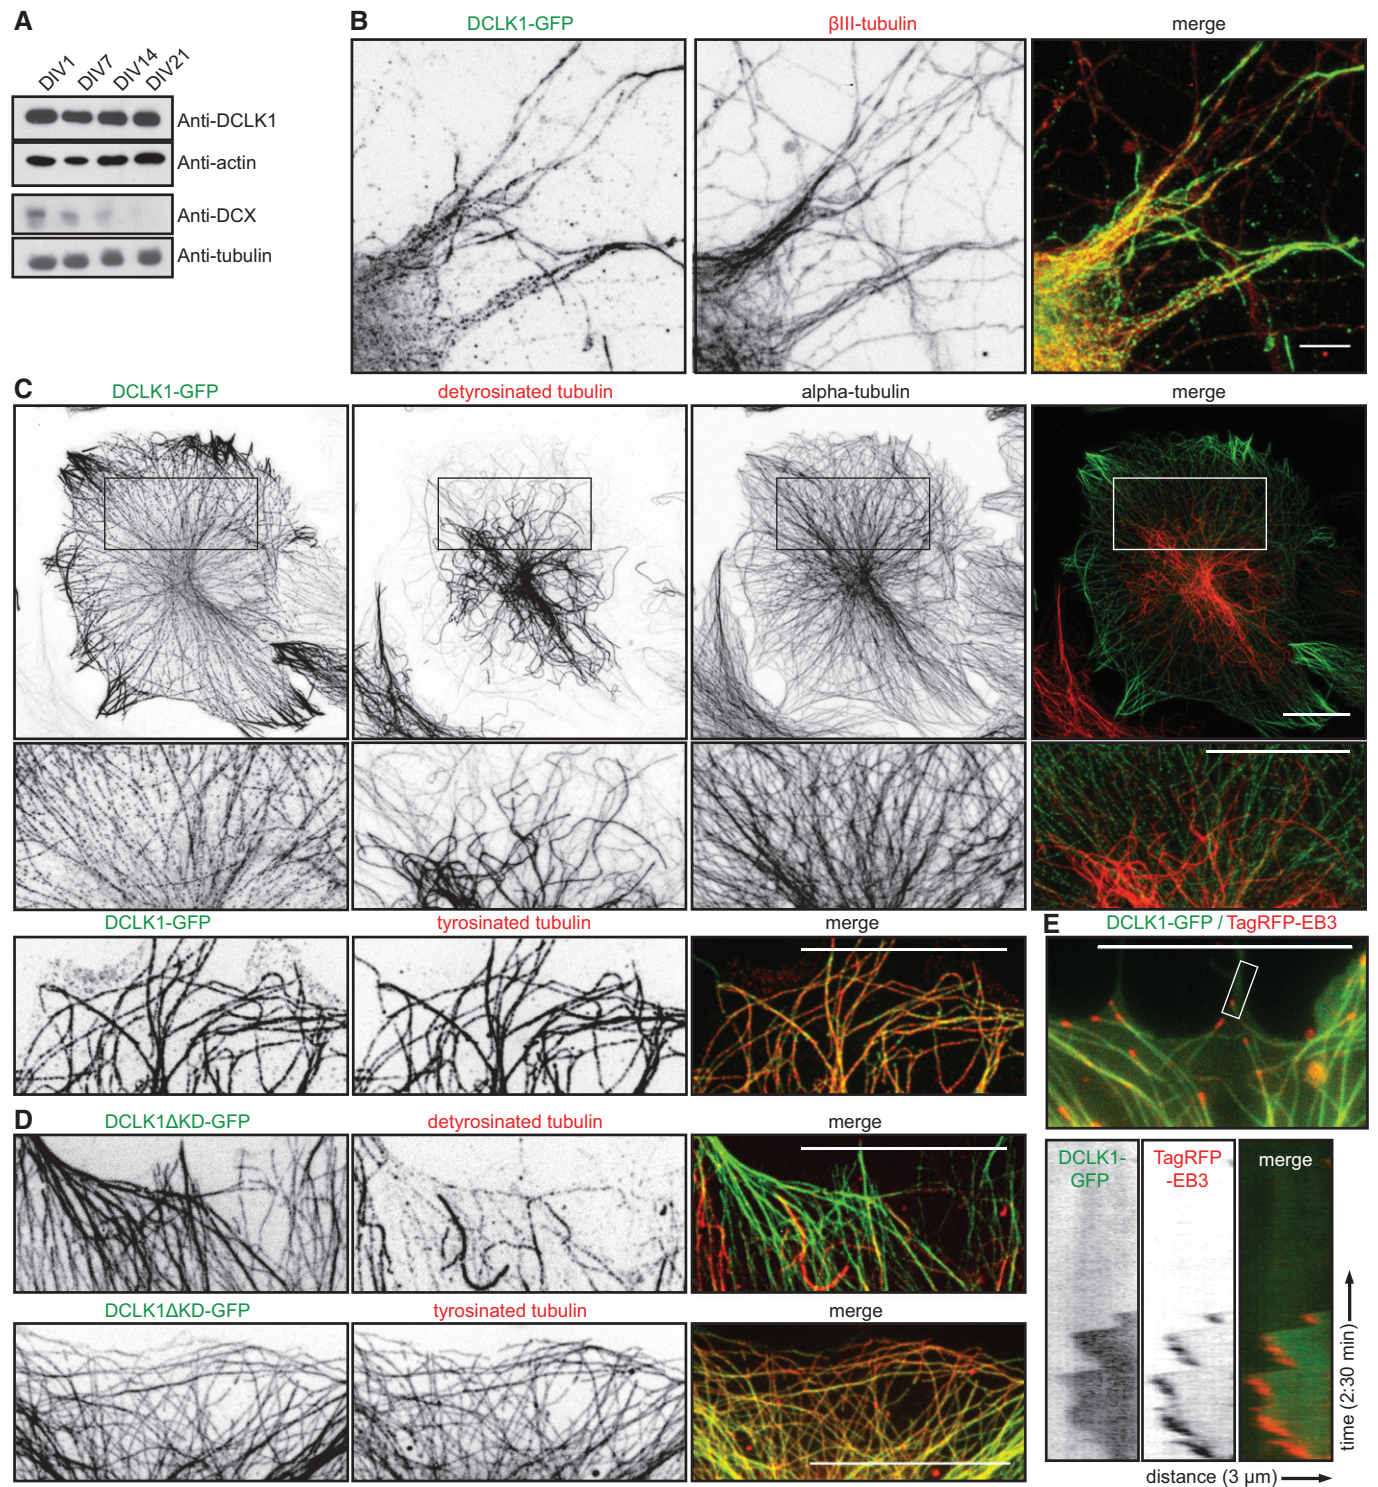 A
DIV1
DIV7
DIV14
DIV21
Anti-DCLK1
Anti-actin
Anti-DCX
Anti-tubulin
B
DCLK1-GFP
βIII-tubulin
merge
C
DCLK1-GFP
detyrosinated tubulin
alpha-tubulin
merge
DCLK1-GFP
tyrosinated tubulin
merge
D
DCLK1ΔKD-GFP
detyrosinated tubulin
merge
DCLK1ΔKD-GFP
tyrosinated tubulin
merge
E
DCLK1-GFP / TagRFP-EB3
DCLK1-
GFP
TagRFP
-EB3
merge
time (2:30 min)
distance (3 µm)